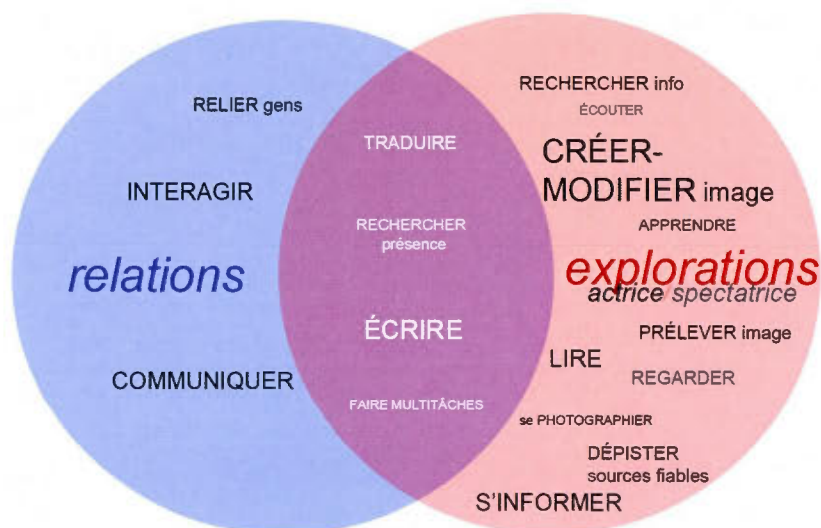 RELIER gens
INTERAGIR
relations
COMMUNIQUER
TRADUIRE
RECHERCHER
présence
ÉCRIRE
FAIRE MULTITÂCHES
RECHERCHER info
ÉCOUTER
CRÉER-
MODIFIER image
APPRENDRE
explorations
actrice/spectatrice
PRÉLEVER image
LIRE
REGARDER
se PHOTOGRAPHIER
DÉPISTER
sources fiables
S'INFORMER